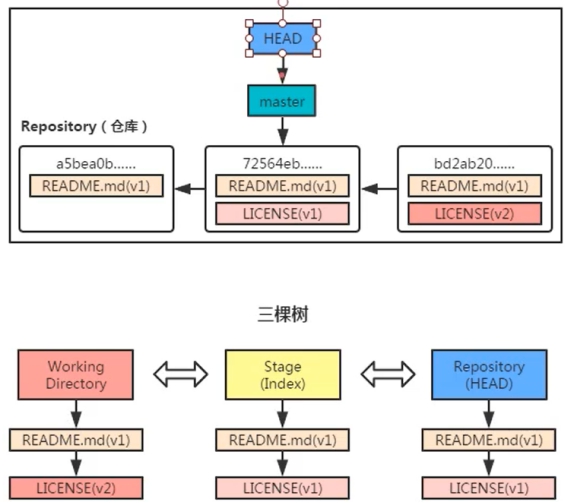 HEAD
master
Repository（仓库）
a5bea0b......
72564eb......
bd2ab20......
README.md(v1)
README.md(v1)
README.md(v1)
LICENSE(v1)
LICENSE(v2)
三棵树
Working
Directory
Stage
(Index)
Repository
(HEAD)
README.md(v1)
README.md(v1)
README.md(v1)
LICENSE(v2)
LICENSE(v1)
LICENSE(v1)